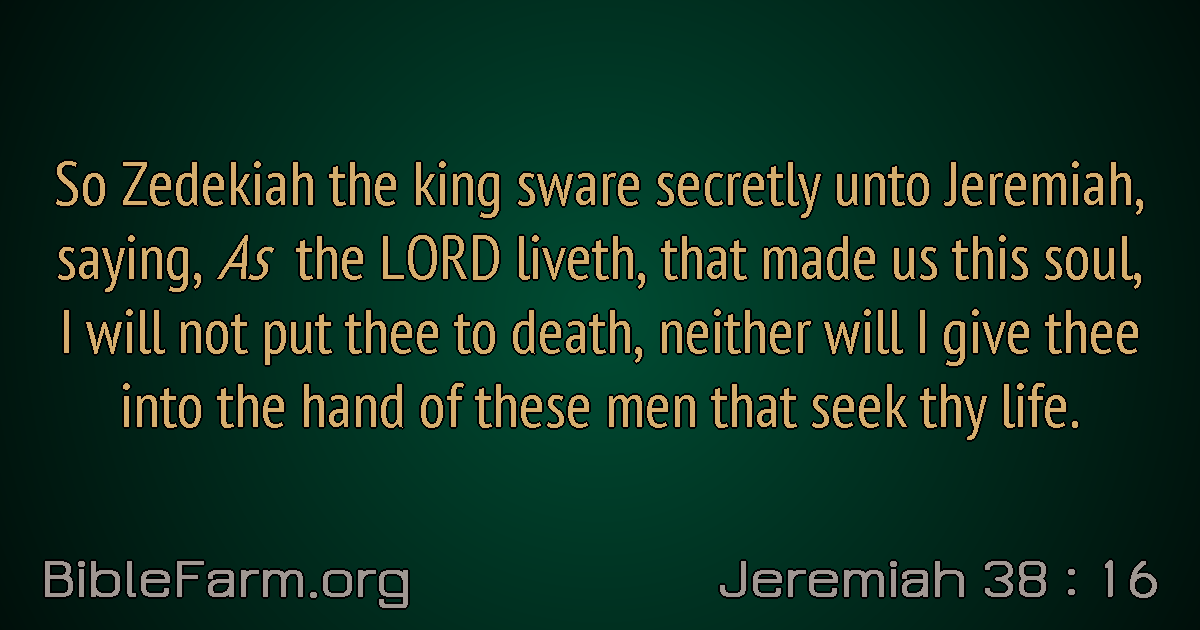 So Zedekiah the king sware secretly unto Jeremiah,
saying, As the LORD liveth, that made us this soul,
I will not put thee to death, neither will I give thee
into the hand of these men that seek thy life.
BibleFarm.org
Jeremiah 38 : 16